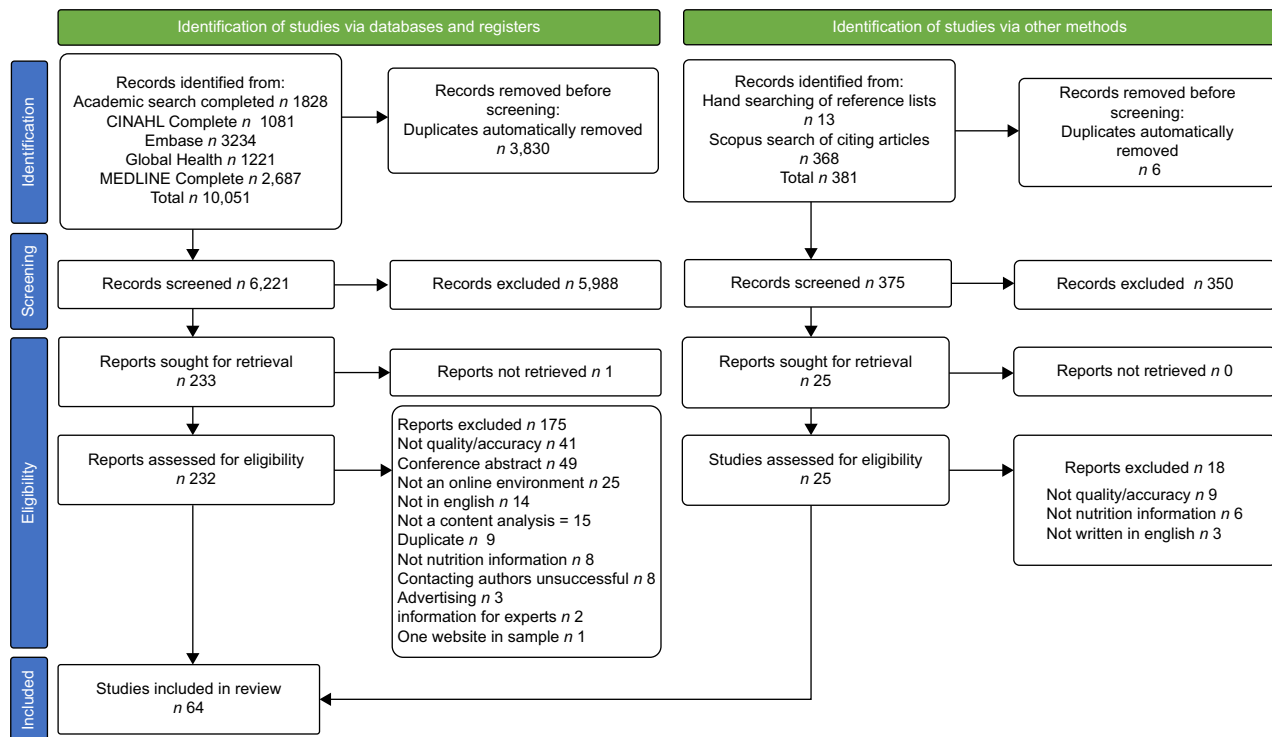 Identification of studies via databases and registers
Identification of studies via other methods
Identification
Records identified from:
Academic search completed n 1828
CINAHL Complete n 1081
Embase n 3234
Global Health n 1221
MEDLINE Complete n 2,687
Total n 10,051
Records removed before
screening:
Duplicates automatically removed
n 3,830
Records identified from:
Hand searching of reference lists
n 13
Scopus search of citing articles
n 368
Total n 381
Records removed before
screening:
Duplicates automatically
removed
n 6
Screening
Records screened n 6,221
Records excluded n 5,988
Records screened n 375
Records excluded n 350
Eligibility
Reports sought for retrieval
n 233
Reports not retrieved n 1
Reports sought for retrieval
n 25
Reports not retrieved n 0
Reports assessed for eligibility
n 232
Reports excluded n 175
Not quality/accuracy n 41
Conference abstract n 49
Not an online environment n 25
Not in english n 14
Not a content analysis = 15
Duplicate n 9
Not nutrition information n 8
Contacting authors unsuccessful n 8
Advertising n 3
information for experts n 2
One website in sample n 1
Studies assessed for eligibility
n 25
Reports excluded n 18
Not quality/accuracy n 9
Not nutrition information n 6
Not written in english n 3
Included
Studies included in review
n 64